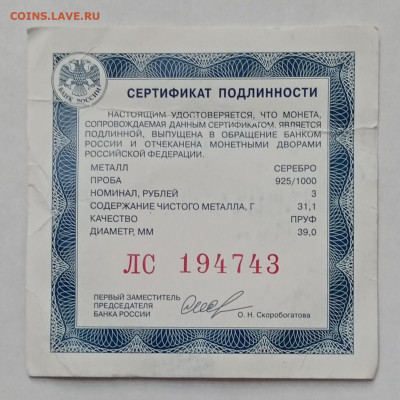 COINS.LAVE.RU
БАНК РОССИИ
СЕРТИФИКАТ ПОДЛИННОСТИ
НАСТОЯЩИМ УДОСТОВЕРЯЕТСЯ, ЧТО МОНЕТА,
СОПРОВОЖДАЕМАЯ ДАННЫМ СЕРТИФИКАТОМ, ЯВЛЯЕТСЯ
ПОДЛИННОЙ, ВЫПУЩЕНА В ОБРАЩЕНИЕ БАНКОМ
РОССИИ И ОТЧЕКАНЕНА МОНЕТНЫМИ ДВОРАМИ
РОССИЙСКОЙ ФЕДЕРАЦИИ.
МЕТАЛЛ СЕРЕБРО
ПРОБА 925/1000
НОМИНАЛ, РУБЛЕЙ 3
СОДЕРЖАНИЕ ЧИСТОГО МЕТАЛЛА, Г 31,1
КАЧЕСТВО ПРУФ
ДИАМЕТР, ММ 39,0
ЛС 194743
ПЕРВЫЙ ЗАМЕСТИТЕЛЬ
ПРЕДСЕДАТЕЛЯ
БАНКА РОССИИ О. Н. Скоробогатова